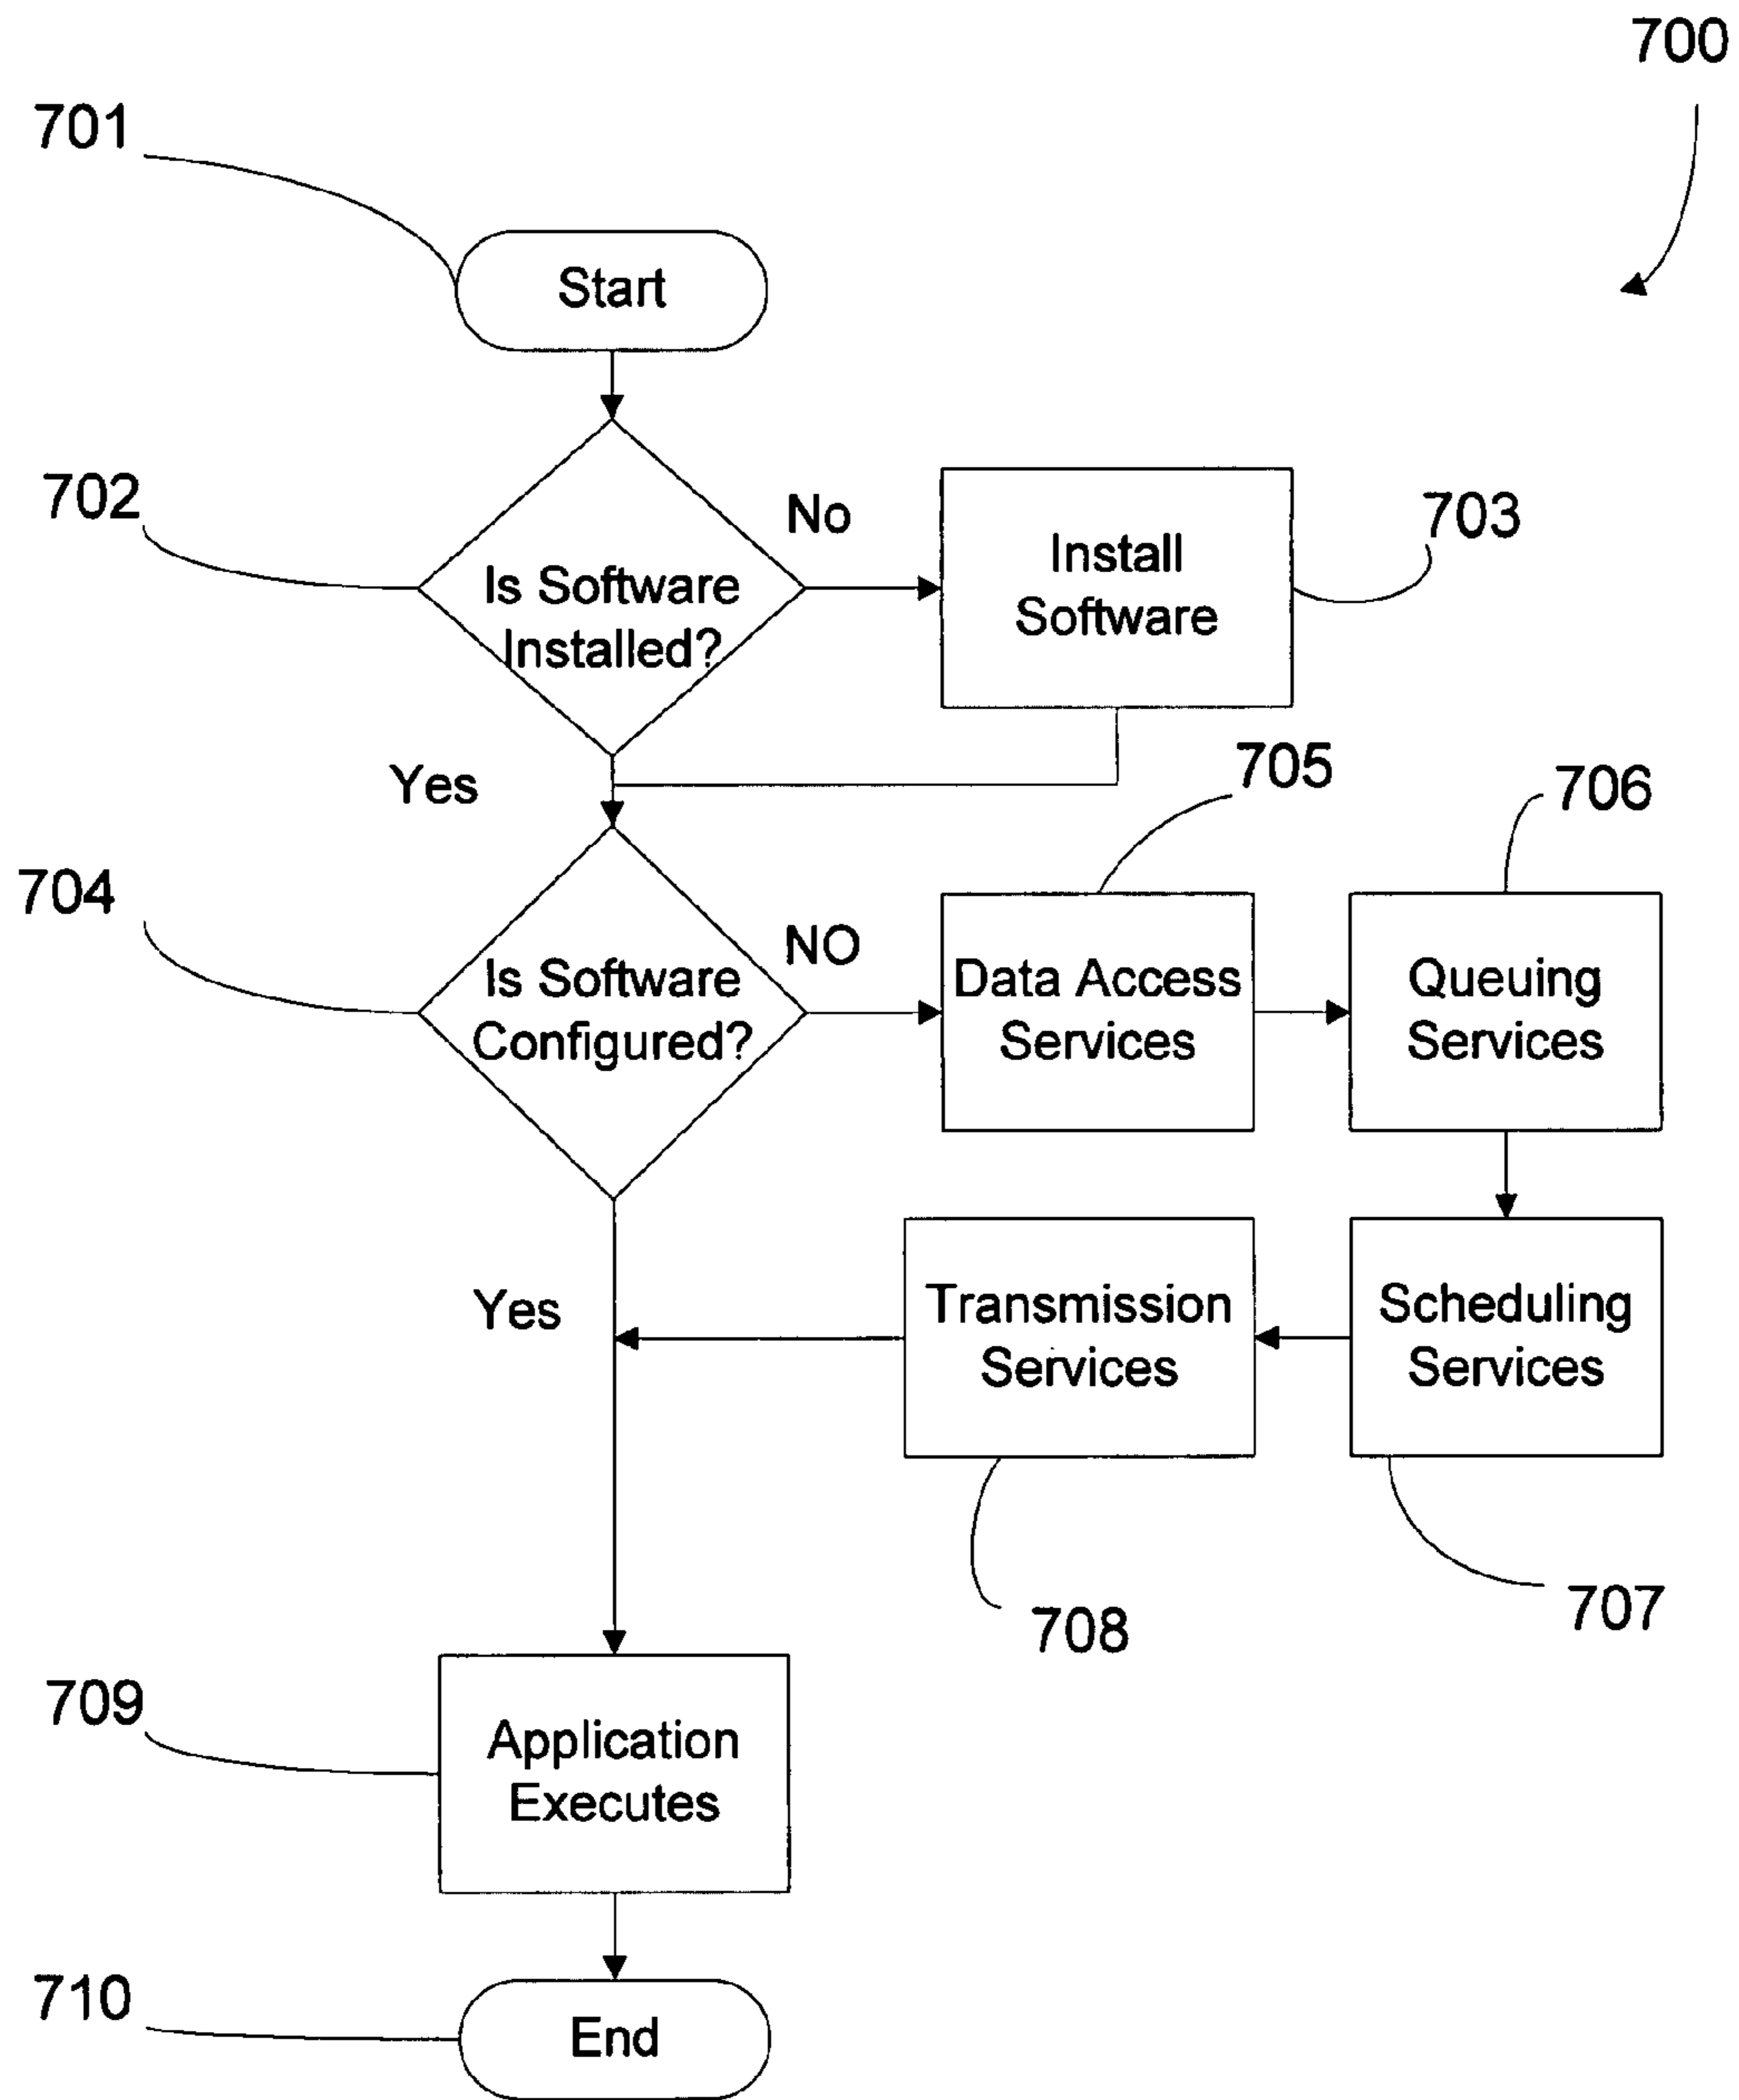 700
701
Start
702
No
Is Software
Installed?
Install
Software
703
Yes
705
706
704
NO
Is Software
Configured?
Data Access
Services
Queuing
Services
Yes
Transmission
Services
Scheduling
Services
708
707
709
Application
Executes
710
End